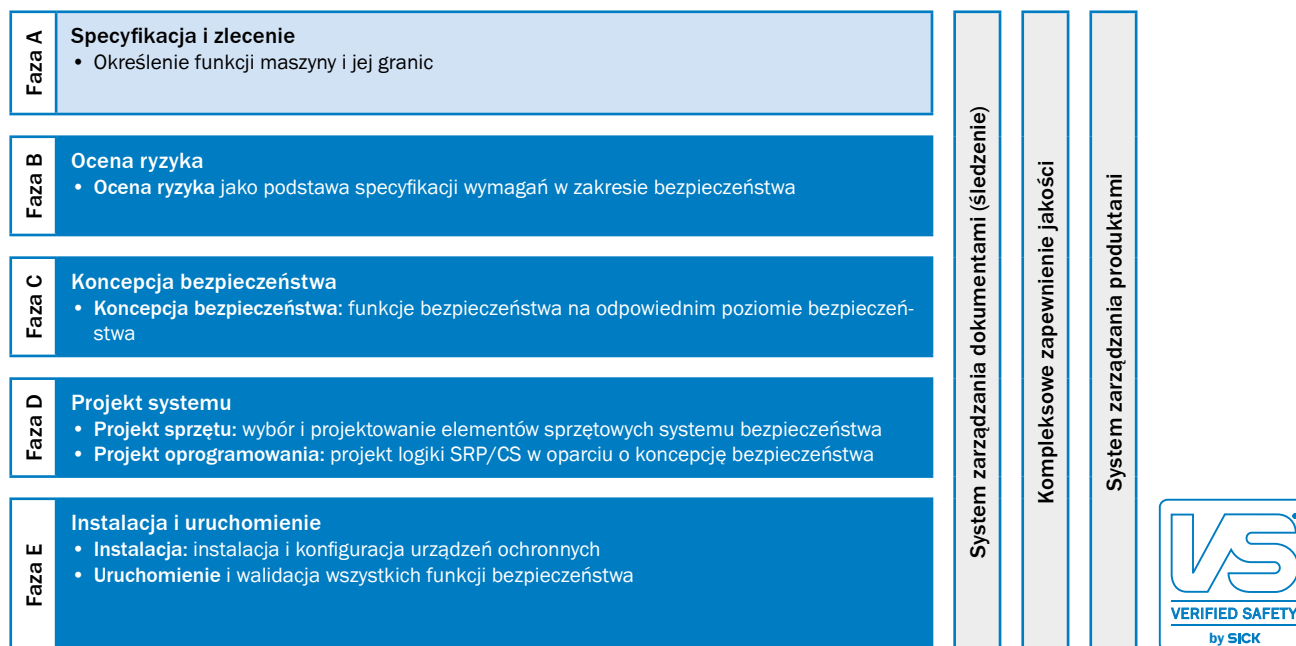 Faza A
Specyfikacja i zlecenie
• Określenie funkcji maszyny i jej granic
Faza B
Ocena ryzyka
• Ocena ryzyka jako podstawa specyfikacji wymagań w zakresie bezpieczeństwa
Faza C
Koncepcja bezpieczeństwa
• Koncepcja bezpieczeństwa: funkcje bezpieczeństwa na odpowiednim poziomie bezpieczeń-
stwa
Faza D
Projekt systemu
• Projekt sprzętu: wybór i projektowanie elementów sprzętowych systemu bezpieczeństwa
• Projekt oprogramowania: projekt logiki SRP/CS w oparciu o koncepcję bezpieczeństwa
Faza E
Instalacja i uruchomienie
• Instalacja: instalacja i konfiguracja urządzeń ochronnych
• Uruchomienie i walidacja wszystkich funkcji bezpieczeństwa
System zarządzania dokumentami (śledzenie)
Kompleksowe zapewnienie jakości
System zarządzania produktami
VS
VERIFIED SAFETY
by SICK